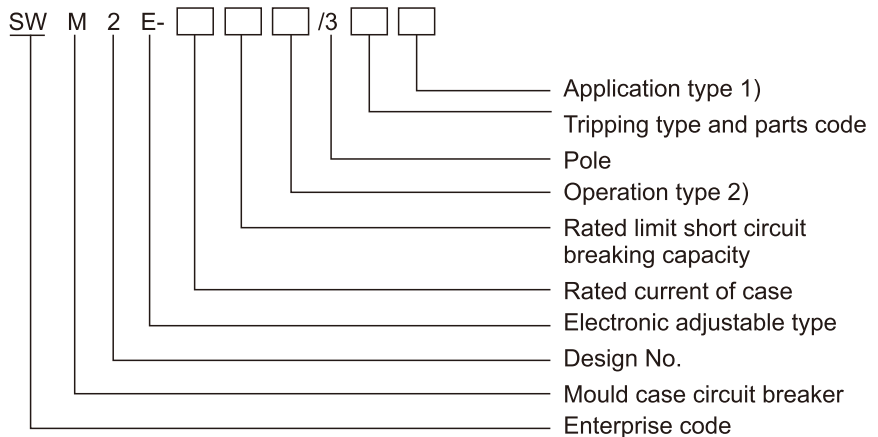 SW M 2 E- /3
Application type 1)
Tripping type and parts code
Pole
Operation type 2)
Rated limit short circuit
breaking capacity
Rated current of case
Electronic adjustable type
Design No.
Mould case circuit breaker
Enterprise code